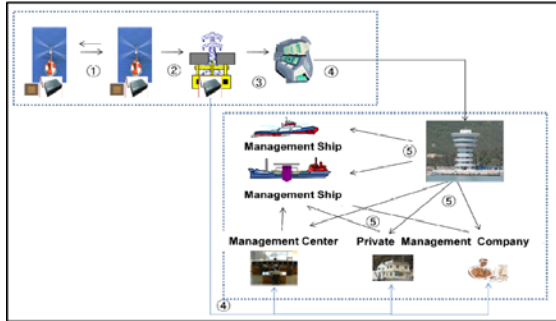 ① ② ③ ④
Management Ship
⑤
Management Ship
⑤ ⑤
Management Center Private Management Company
④